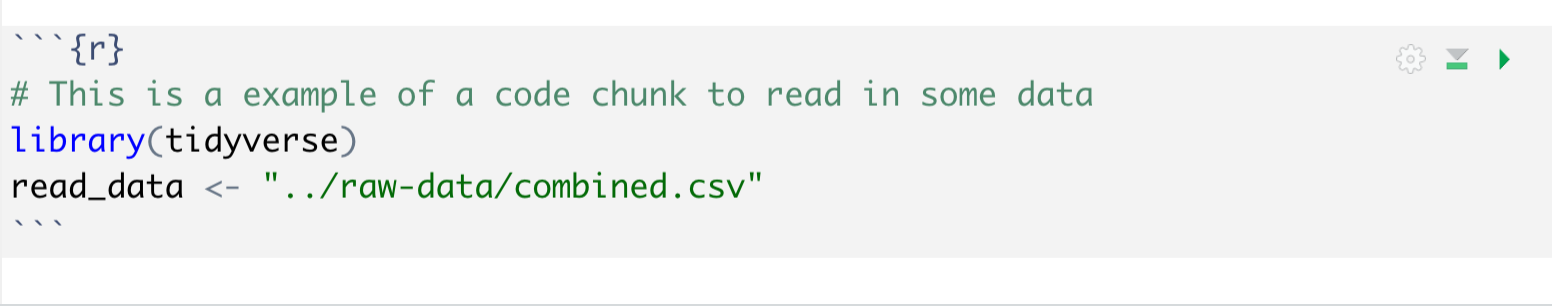 ```{r}
# This is a example of a code chunk to read in some data
library(tidyverse)
read_data <- "../raw-data/combined.csv"
```